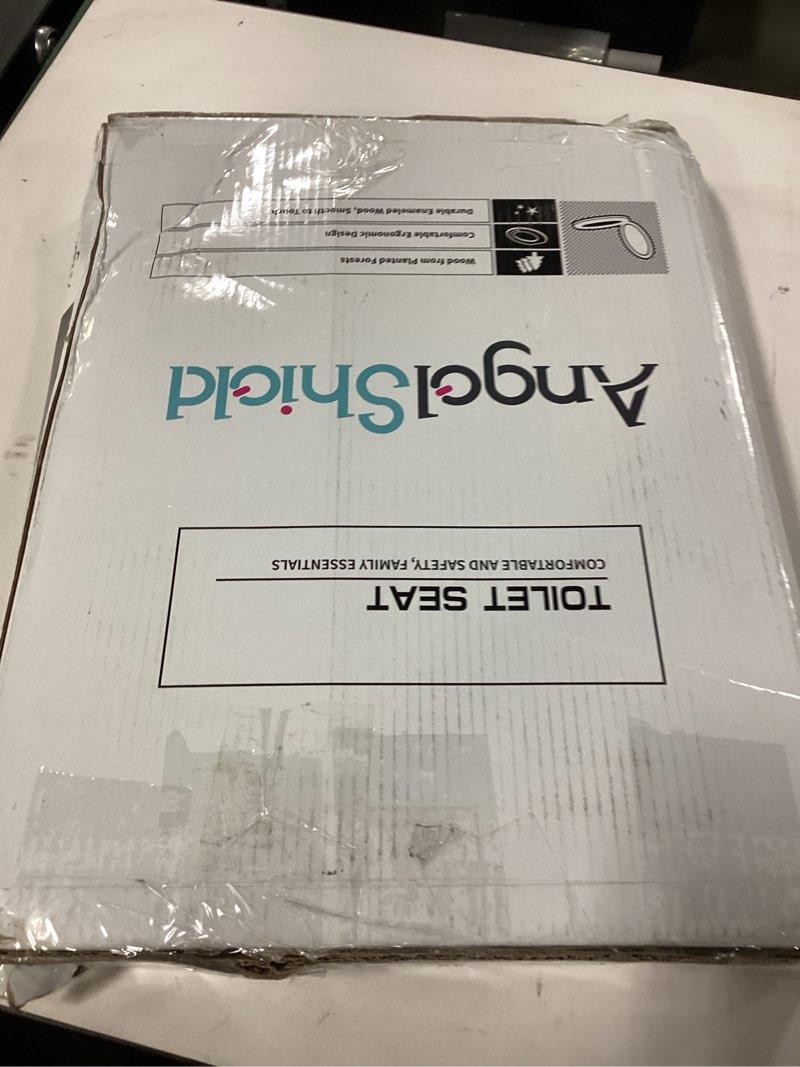 TOILET SEAT
COMFORTABLE AND SAFETY, FAMILY ESSENTIALS
AngelShield
Wood from Planted Forests
Comfortable Ergonomic Design
Durable Enameled Wood, Smooth to Touch